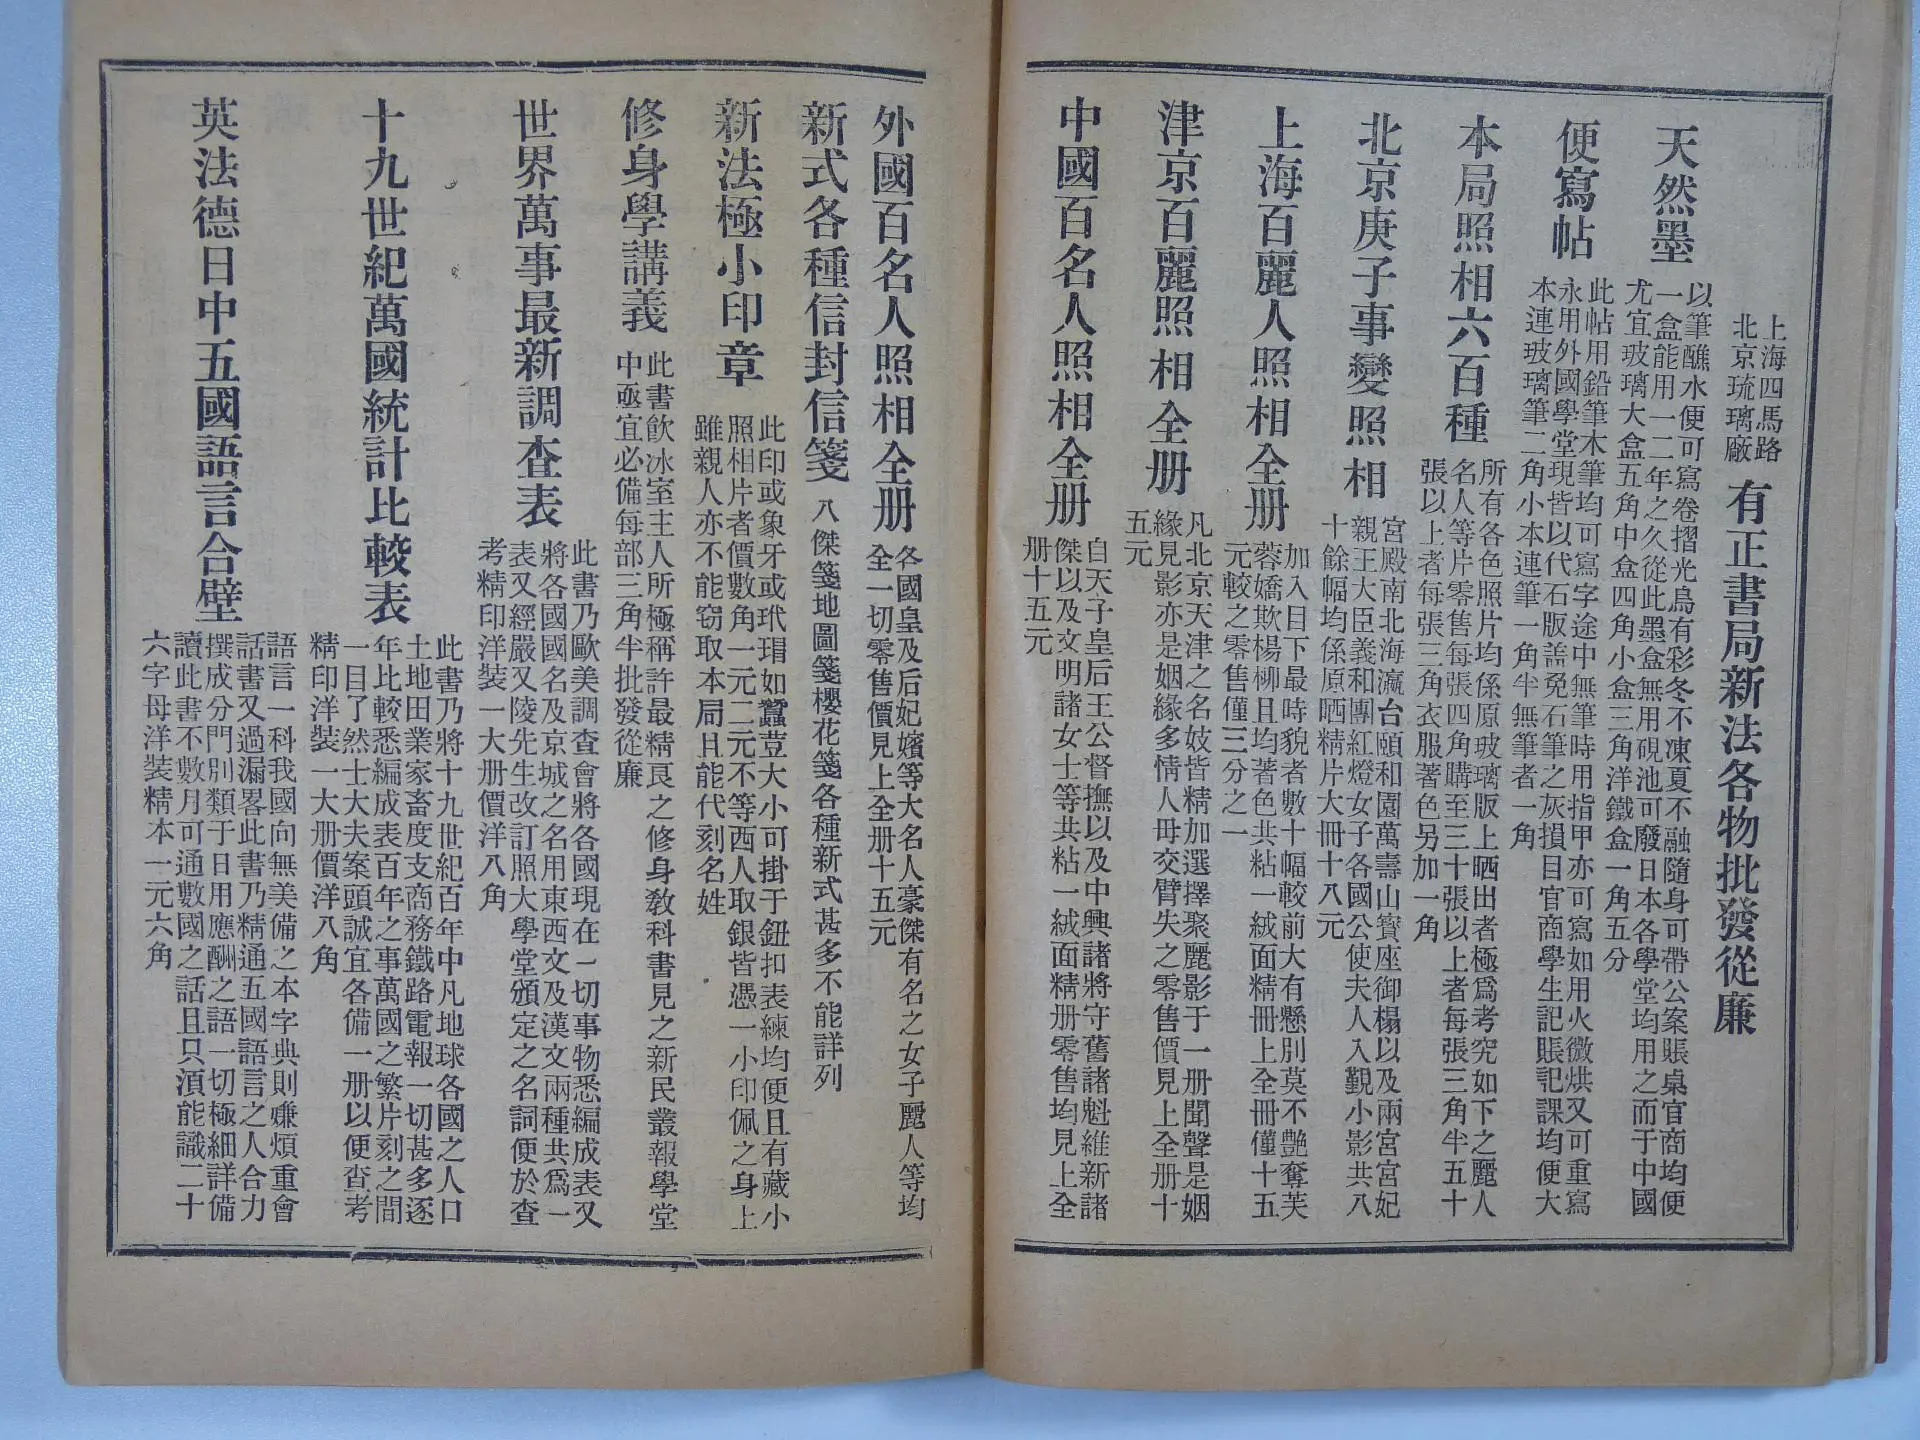 上海四馬路
北京琉璃廠
有正書局新法各物批發從廉
天然墨
以筆醮水便可寫卷摺光鳥有彩冬不凍夏不融隨身可帶公案賬桌官商均便
一盒能用一二年之久從此墨盒無用硯池可廢日本各學堂均用之而于中國
尤宜玻璃大盒五角中盒四角小盒三角洋鐵盒一角五分
便寫帖
此帖用鉛筆木筆均可寫字途中無筆時用指甲亦可寫如用火微烘又可重寫
永用外國學堂現皆以代石版盖免石筆之灰損目官商學生記賬記課均便大
本連玻璃筆二角小本連筆一角半無筆者一角
本局照相六百種
所有各色照片均係原玻璃版上晒出者極爲考究如下之麗人
名人等片零售每張四角購至三十張以上者每張三角半五十
張以上者每張三角衣服著色另加一角
北京庚子事變照相
宮殿南北海瀛台頤和園萬壽山寶座御榻以及兩宮宮妃
親王大臣義和團紅燈女子各國公使夫人入覲小影共八
十餘幅均係原晒精片大冊十八元
上海百麗人照相全册
加入日下最時貌者數十幅較前大有懸別莫不艶奪芙
蓉嬌欺楊柳且均著色共粘一絨面精冊上全冊僅十五
元較之零售僅三分之一
津京百麗照相全册
凡北京天津之名妓皆精加選擇聚麗影于一册聞聲是姻
緣見影亦是姻緣多情人毋交臂失之零售價見上全册十
五元
中國百名人照相全册
自天子皇后王公督撫以及中興諸將守舊諸魁維新諸
傑以及文明諸女士等共粘一絨面精册零售均見上全
册十五元
外國百名人照相全册
各國皇及后妃嬪等大名人豪傑有名之女子麗人等均
全一切零售價見上全册十五元
新式各種信封信箋
八傑箋地圖箋櫻花箋各種新式甚多不能詳列
新法極小印章
此印或象牙或玳瑁如蠶荳大小可掛于鈕扣表練均便且有藏小
照相片者價數角一元二元不等西人取銀皆憑一小印佩之身上
雖親人亦不能窃取本局且能代刻名姓
修身學講義
此書飮冰室主人所極稱許最精良之修身敎科書見之新民叢報學堂
中亟宜必備每部三角半批發從廉
世界萬事最新調查表
此書乃歐美調查會將各國現在一切事物悉編成表又
將各國國名及京城之名用東西文及漢文兩種共爲一
表又經嚴又陵先生改訂照大學堂頒定之名詞便於查
考精印洋裝一大册價洋八角
十九世紀萬國統計比較表
此書乃將十九世紀百年中凡地球各國之人口
土地田業家畜度支商務鐵路電報一切甚多逐
年比較悉編成表百年之事萬國之繁片刻之間
一目了然士大夫案頭誠宜各備一册以便查考
精印洋裝一大册價洋八角
英法德日中五國語言合璧
語言一科我國向無美備之本字典則嫌煩重會
話書又過漏畧此書乃精通五國語言之人合力
撰成分門別類于日用應酬之語一切極細詳備
讀此書不數月可通數國之話且只湏能識二十
六字母洋裝精本一元六角